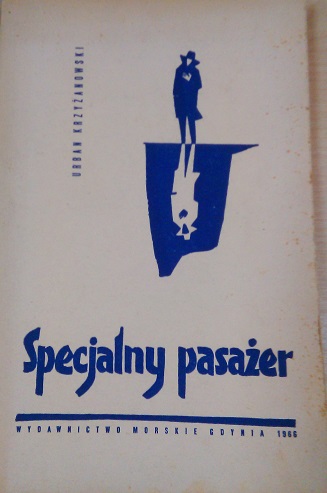 URBAN KRZYŻANOWSKI
Specjalny pasażer
WYDAWNICTWO MORSKIE GDYNIA 1966